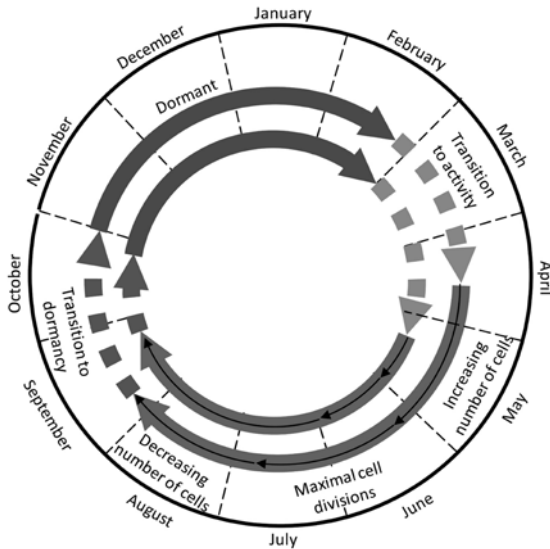 January
February
March
April
May
June
July
August
September
October
November
December
Dormant
Transition
to activity
Increasing
number of cells
Maximal cell
divisions
Decreasing
number of cells
Transition to
dormancy